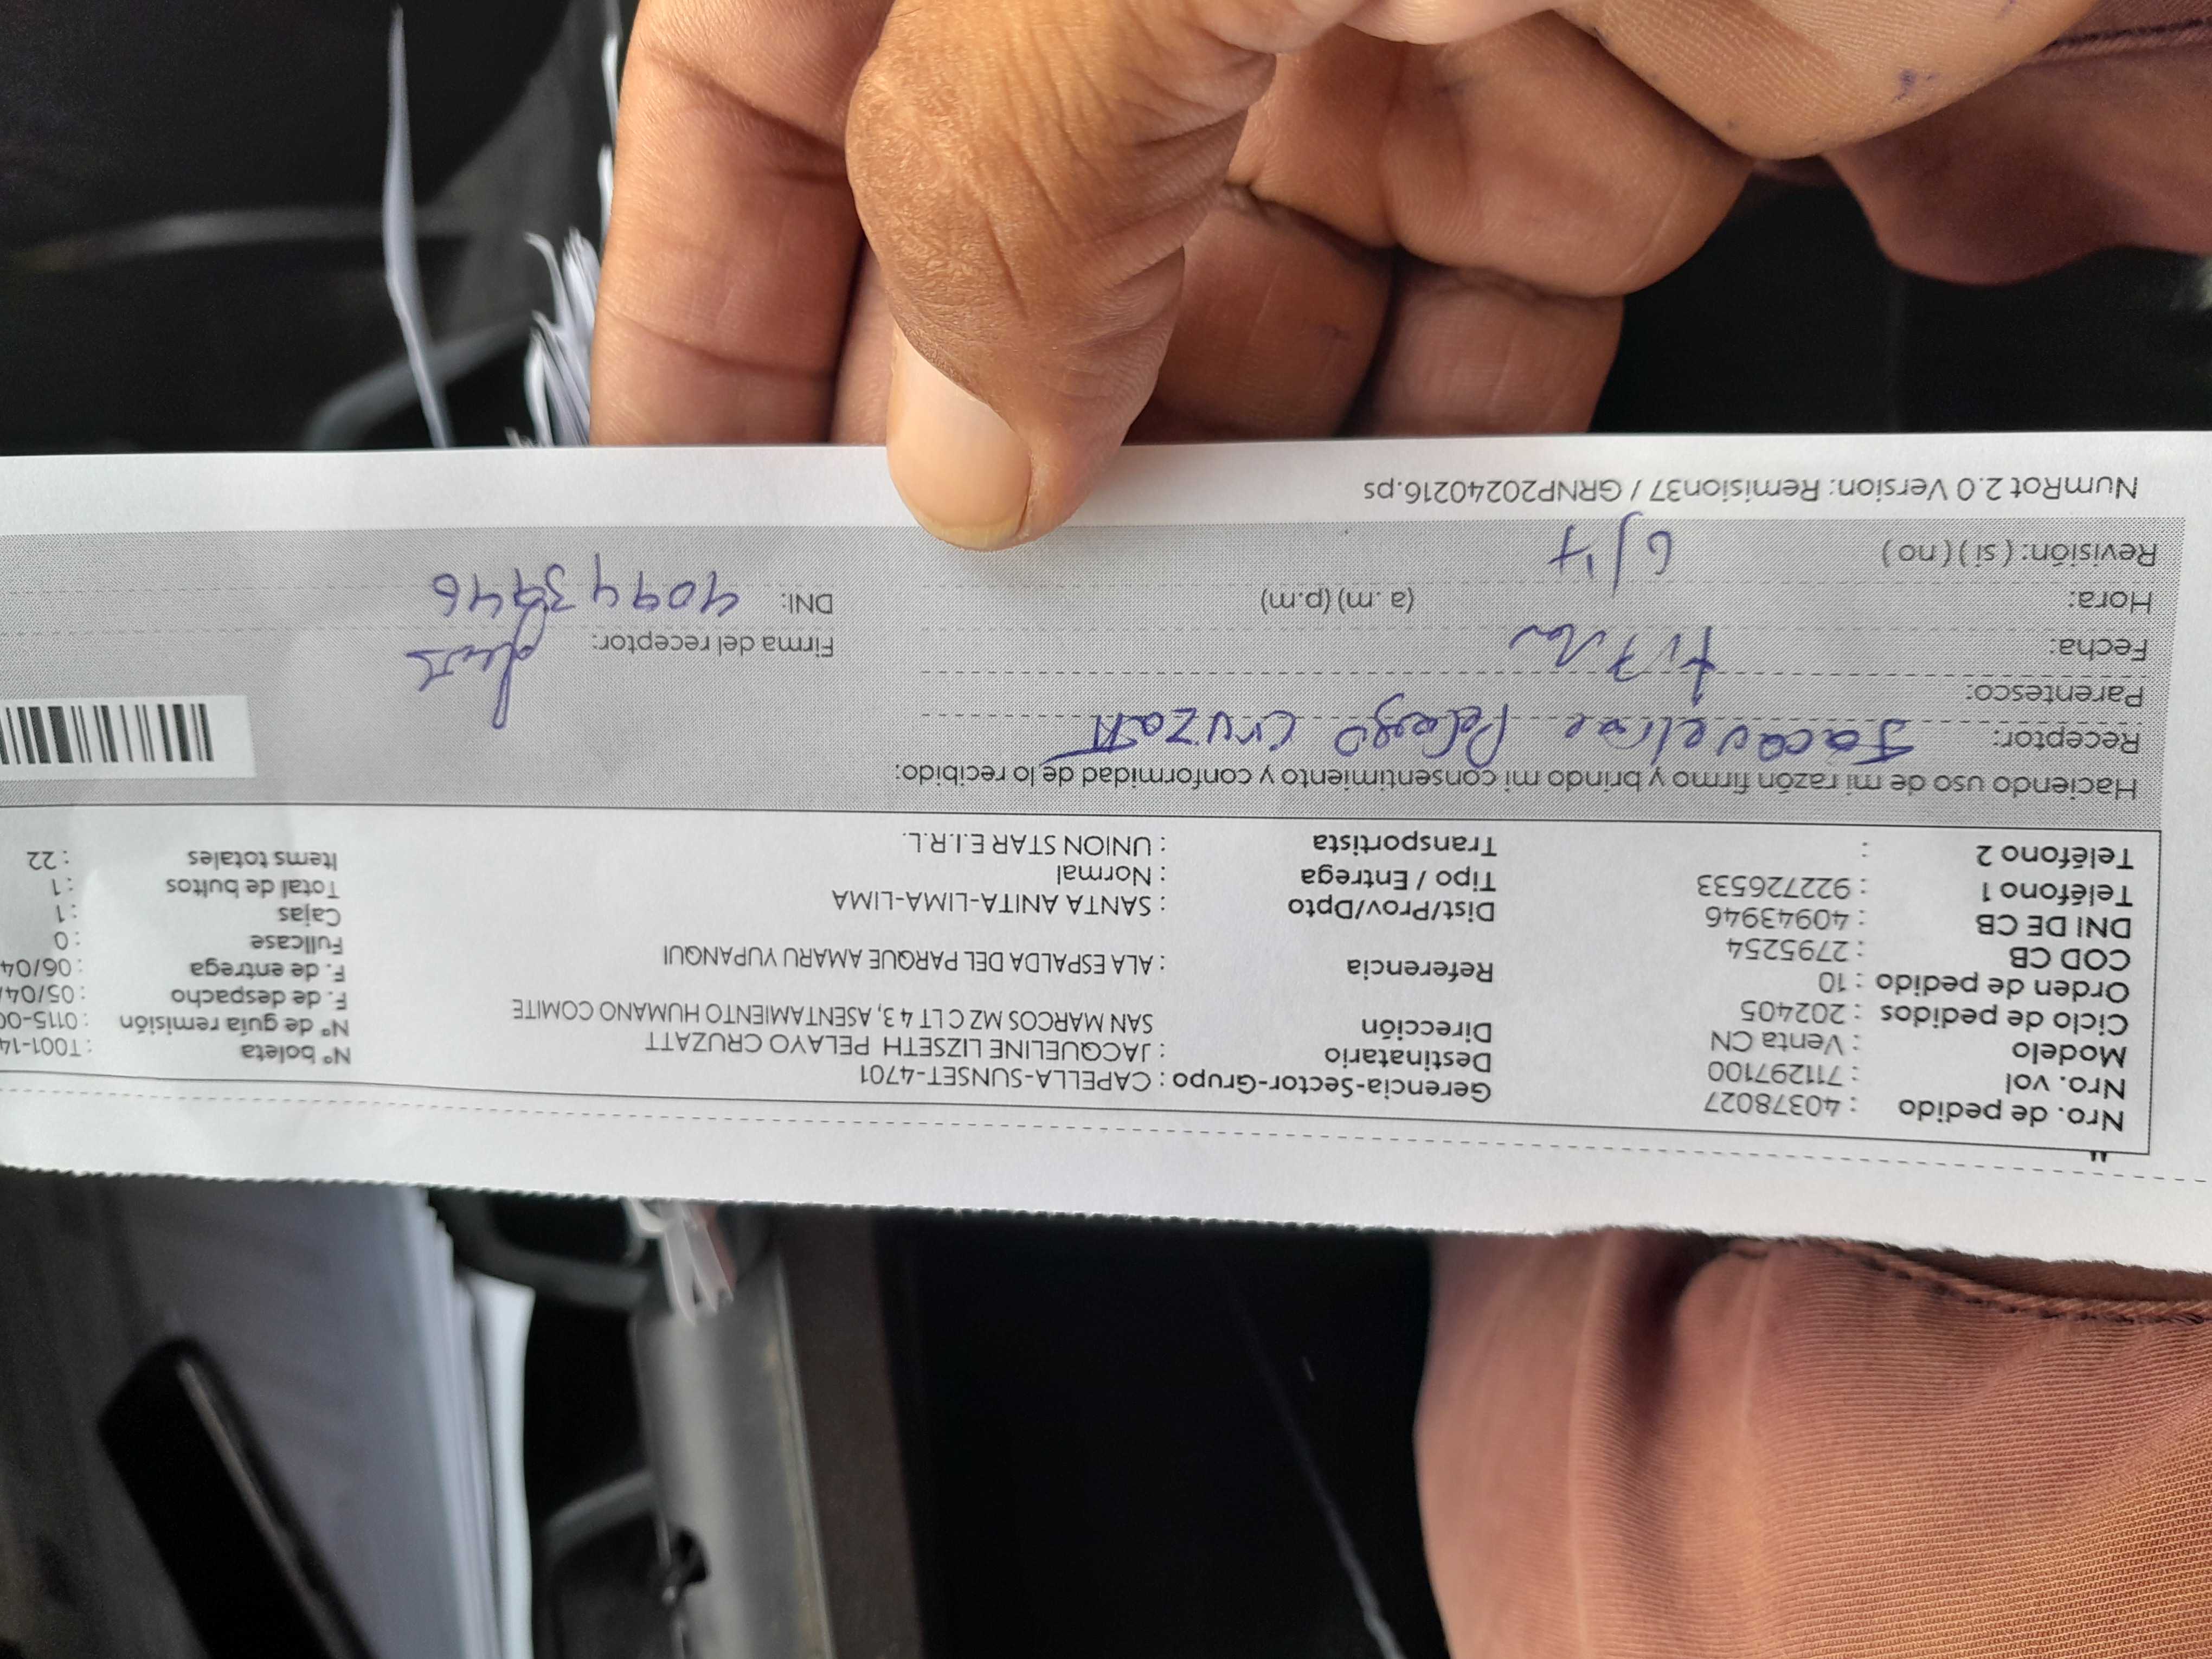 Nro. de pedido : 40378027
Nro. vol : 711297100
Modelo : Venta CN
Ciclo de pedidos : 202405
Orden de pedido : 10
COD CB : 2795254
DNI DE CB : 40943946
Teléfono 1 : 922726533
Teléfono 2 :
Gerencia-Sector-Grupo : CAPELLA-SUNSET-4701
Destinatario : JACQUELINE LIZSETH PELAYO CRUZATT
Dirección SAN MARCOS MZ C LT 4 3, ASENTAMIENTO HUMANO COMITE
Referencia : ALA ESPALDA DEL PARQUE AMARU YUPANQUI
Dist/Prov/Dpto : SANTA ANITA-LIMA-LIMA
Tipo / Entrega : Normal
Transportista : UNION STAR E.I.R.L.
Nº boleta : T001-14
Nº de guía remisión : 0115-00
F. de despacho : 05/04/
F. de entrega : 06/04
Fullcase : 0
Cajas : 1
Total de bultos : 1
Items totales : 22
Haciendo uso de mi razón firmo y brindo mi consentimiento y conformidad de lo recibido:
Receptor: Jacqueline Pelayo Cruzatt
Parentesco:
Fecha:
Firma del receptor:
Hora: (a.m) (p.m)
DNI: 40943946
Revisión: ( si ) ( no ) 6/4
NumRot 2.0 Version: Remision37 / GRNP20240216.ps